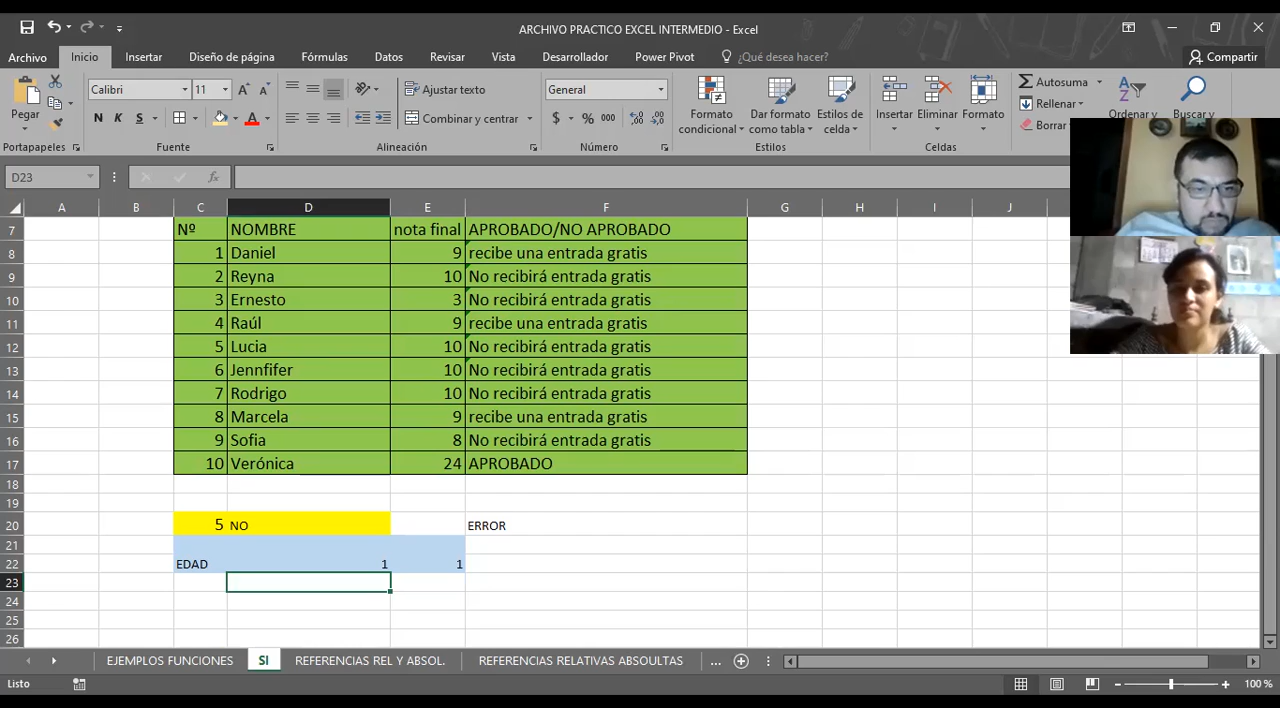 ARCHIVO PRACTICO EXCEL INTERMEDIO - Excel
Archivo Inicio Insertar Diseño de página Fórmulas Datos Revisar Vista Desarrollador Power Pivot ¿Qué desea hacer? Compartir
Pegar
Portapapeles
Calibri 11
N K S
Fuente
Ajustar texto
Combinar y centrar
Alineación
General
$ % 000
Número
Formato condicional
Dar formato como tabla
Estilos de celda
Estilos
Insertar Eliminar Formato
Celdas
Autosuma
Rellenar
Borrar
Ordenar y
Buscar y
D23 fx
A B C D E F G H I J
7 Nº NOMBRE nota final APROBADO/NO APROBADO
8 1 Daniel 9 recibe una entrada gratis
9 2 Reyna 10 No recibirá entrada gratis
10 3 Ernesto 3 No recibirá entrada gratis
11 4 Raúl 9 recibe una entrada gratis
12 5 Lucia 10 No recibirá entrada gratis
13 6 Jennfifer 10 No recibirá entrada gratis
14 7 Rodrigo 10 No recibirá entrada gratis
15 8 Marcela 9 recibe una entrada gratis
16 9 Sofia 8 No recibirá entrada gratis
17 10 Verónica 24 APROBADO
18
19
20 5 NO ERROR
21
22 EDAD 1 1
23
24
25
26
EJEMPLOS FUNCIONES SI REFERENCIAS REL Y ABSOL. REFERENCIAS RELATIVAS ABSOULTAS ...
Listo 100 %